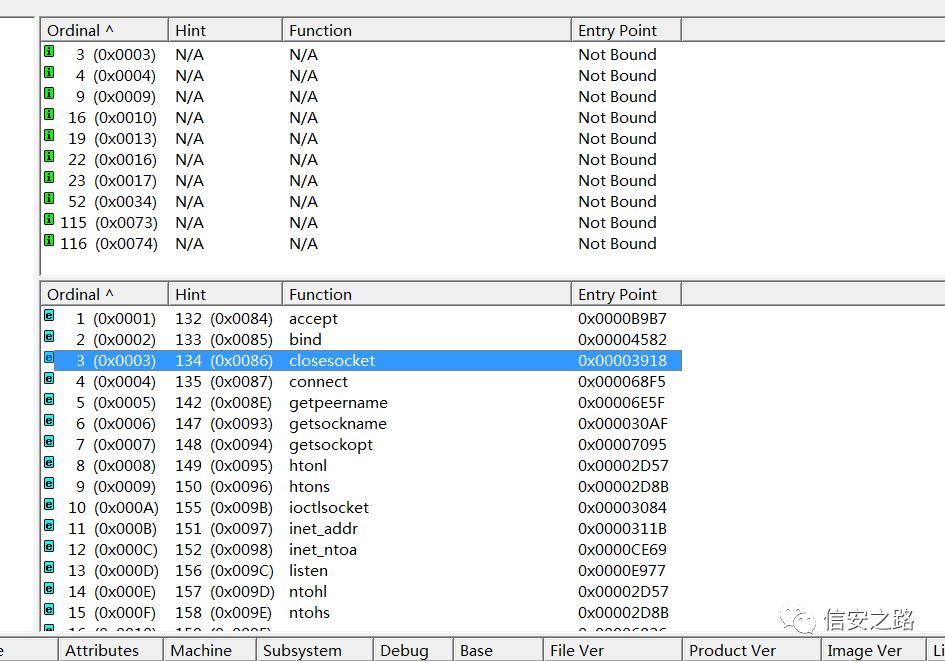 Ordinal ^ Hint Function Entry Point
3 (0x0003) N/A N/A Not Bound
4 (0x0004) N/A N/A Not Bound
9 (0x0009) N/A N/A Not Bound
16 (0x0010) N/A N/A Not Bound
19 (0x0013) N/A N/A Not Bound
22 (0x0016) N/A N/A Not Bound
23 (0x0017) N/A N/A Not Bound
52 (0x0034) N/A N/A Not Bound
115 (0x0073) N/A N/A Not Bound
116 (0x0074) N/A N/A Not Bound
Ordinal ^ Hint Function Entry Point
1 (0x0001) 132 (0x0084) accept 0x0000B9B7
2 (0x0002) 133 (0x0085) bind 0x00004582
3 (0x0003) 134 (0x0086) closesocket 0x00003918
4 (0x0004) 135 (0x0087) connect 0x000068F5
5 (0x0005) 142 (0x008E) getpeername 0x00006E5F
6 (0x0006) 147 (0x0093) getsockname 0x000030AF
7 (0x0007) 148 (0x0094) getsockopt 0x00007095
8 (0x0008) 149 (0x0095) htonl 0x00002D57
9 (0x0009) 150 (0x0096) htons 0x00002D8B
10 (0x000A) 155 (0x009B) ioctlsocket 0x00003084
11 (0x000B) 151 (0x0097) inet_addr 0x0000311B
12 (0x000C) 152 (0x0098) inet_ntoa 0x0000CE69
13 (0x000D) 156 (0x009C) listen 0x0000E977
14 (0x000E) 157 (0x009D) ntohl 0x00002D57
15 (0x000F) 158 (0x009E) ntohs 0x00002D8B
信安之路
Attributes Machine Subsystem Debug Base File Ver Product Ver Image Ver